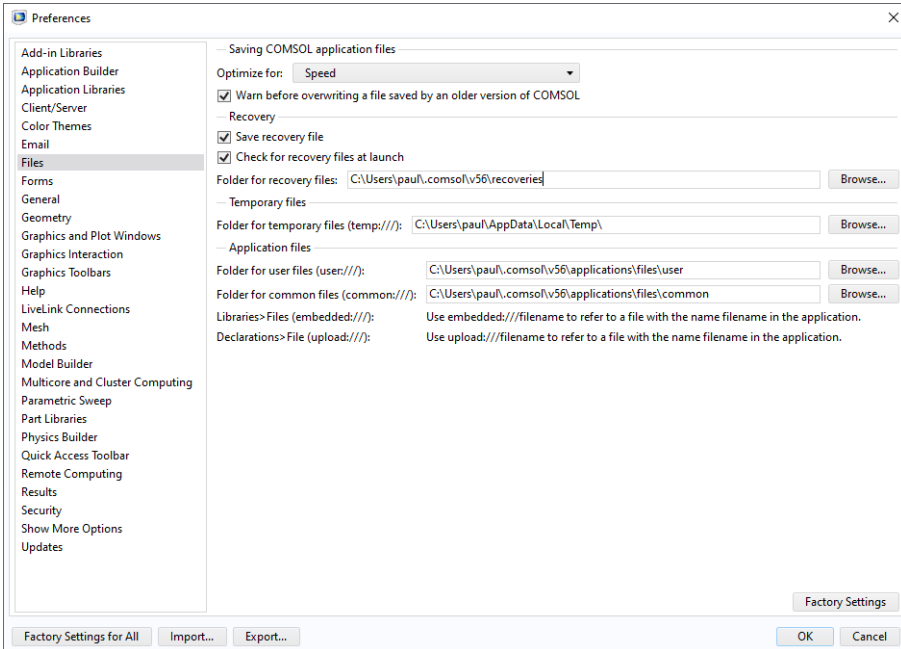 Preferences
Add-in Libraries
Application Builder
Application Libraries
Client/Server
Color Themes
Email
Files
Forms
General
Geometry
Graphics and Plot Windows
Graphics Interaction
Graphics Toolbars
Help
LiveLink Connections
Mesh
Methods
Model Builder
Multicore and Cluster Computing
Parametric Sweep
Part Libraries
Physics Builder
Quick Access Toolbar
Remote Computing
Results
Security
Show More Options
Updates
Saving COMSOL application files
Optimize for: Speed
Warn before overwriting a file saved by an older version of COMSOL
Recovery
Save recovery file
Check for recovery files at launch
Folder for recovery files: C:\Users\paul\.comsol\v56\recoveries Browse...
Temporary files
Folder for temporary files (temp:///): C:\Users\paul\AppData\Local\Temp\ Browse...
Application files
Folder for user files (user:///): C:\Users\paul\.comsol\v56\applications\files\user Browse...
Folder for common files (common:///): C:\Users\paul\.comsol\v56\applications\files\common Browse...
Libraries>Files (embedded:///): Use embedded:///filename to refer to a file with the name filename in the application.
Declarations>File (upload:///): Use upload:///filename to refer to a file with the name filename in the application.
Factory Settings
Factory Settings for All Import... Export... OK Cancel